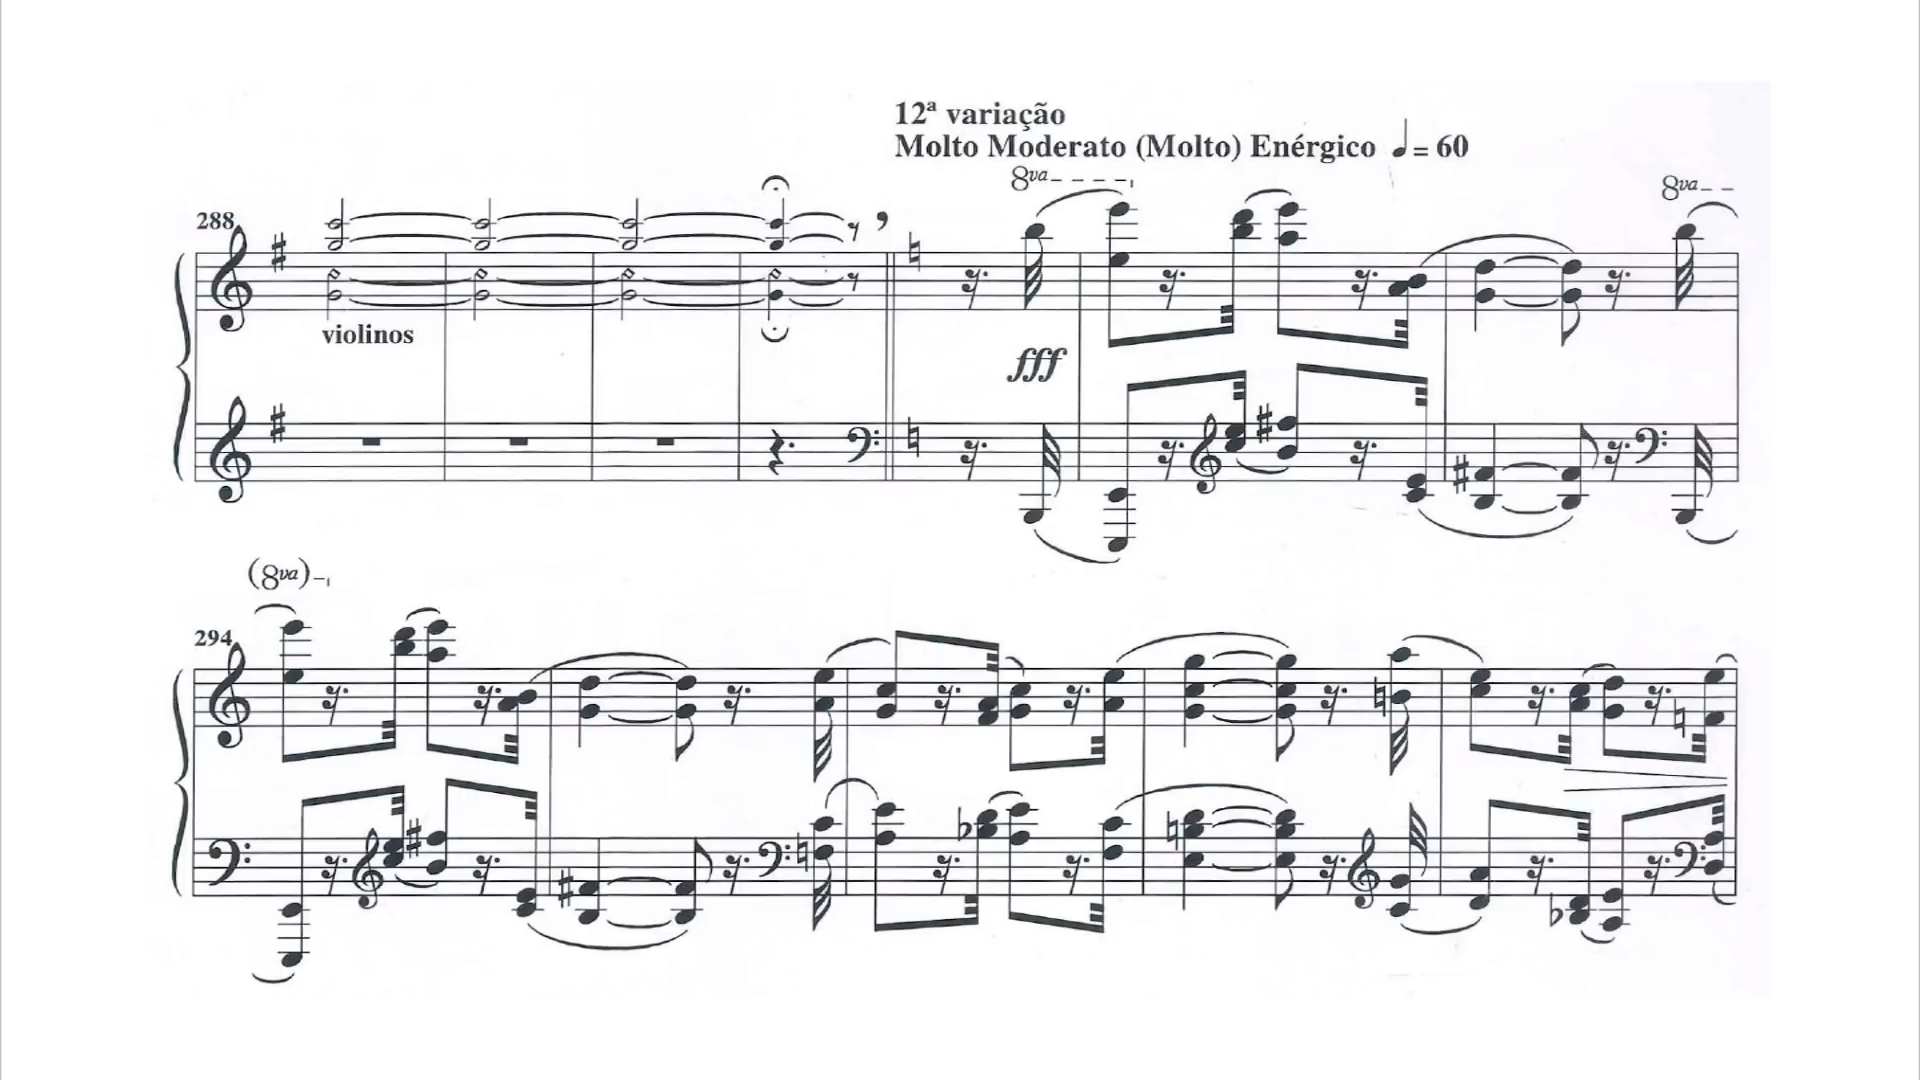 12ª variação
Molto Moderato (Molto) Enérgico ♩= 60
8va
8va
288
violinos
fff
(8va)
294